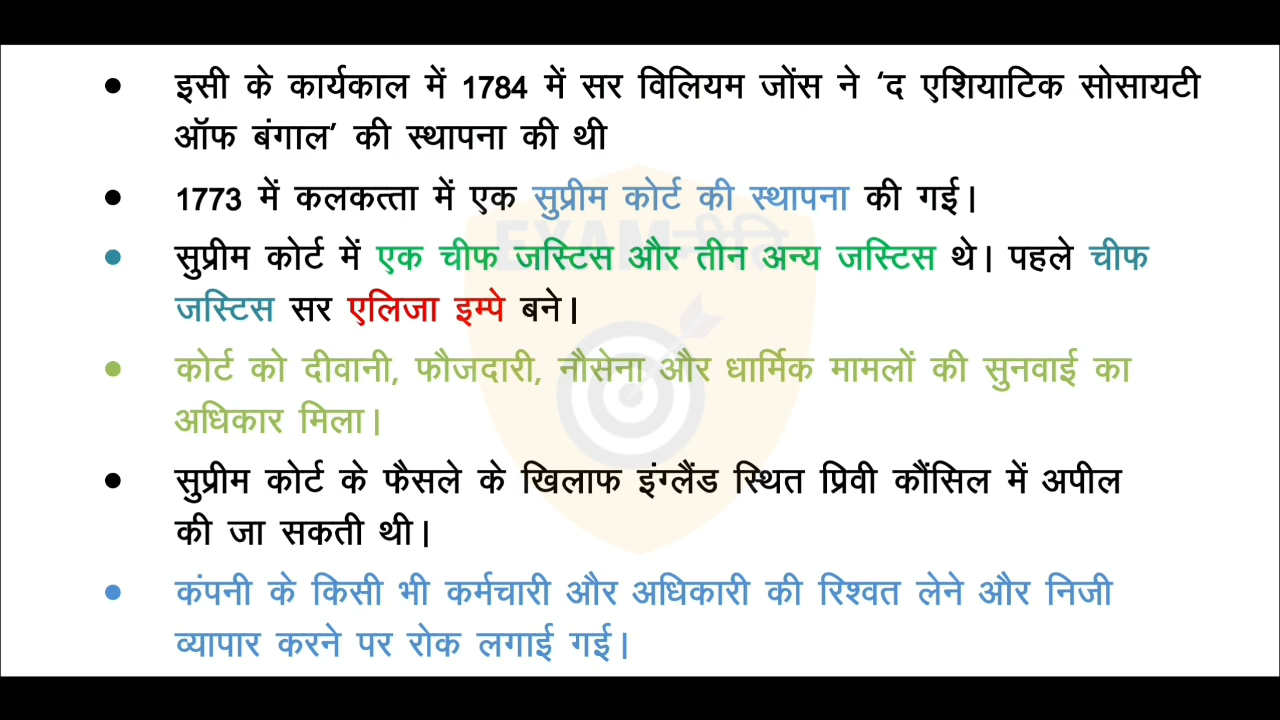 • इसी के कार्यकाल में 1784 में सर विलियम जोंस ने ‘द एशियाटिक सोसायटी
ऑफ बंगाल’ की स्थापना की थी
• 1773 में कलकत्ता में एक सुप्रीम कोर्ट की स्थापना की गई।
EXAMनीति
• सुप्रीम कोर्ट में एक चीफ जस्टिस और तीन अन्य जस्टिस थे। पहले चीफ
जस्टिस सर एलिजा इम्पे बने।
• कोर्ट को दीवानी, फौजदारी, नौसेना और धार्मिक मामलों की सुनवाई का
अधिकार मिला।
• सुप्रीम कोर्ट के फैसले के खिलाफ इंग्लैंड स्थित प्रिवी कौंसिल में अपील
की जा सकती थी।
• कंपनी के किसी भी कर्मचारी और अधिकारी की रिश्वत लेने और निजी
व्यापार करने पर रोक लगाई गई।